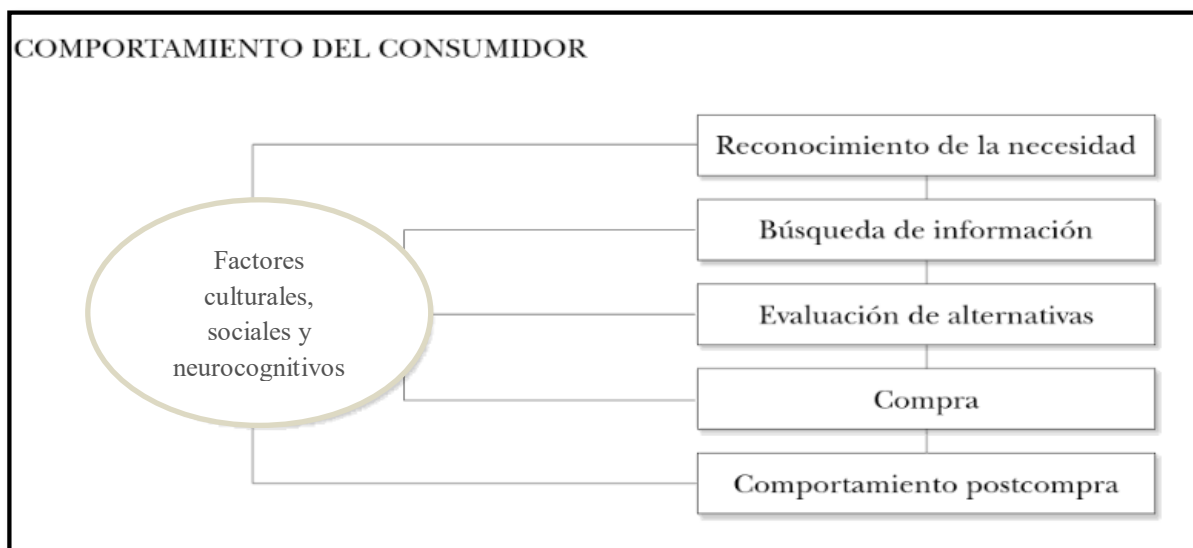 COMPORTAMIENTO DEL CONSUMIDOR
Reconocimiento de la necesidad
Búsqueda de información
Factores
culturales,
sociales y
neurocognitivos
Evaluación de alternativas
Compra
Comportamiento postcompra